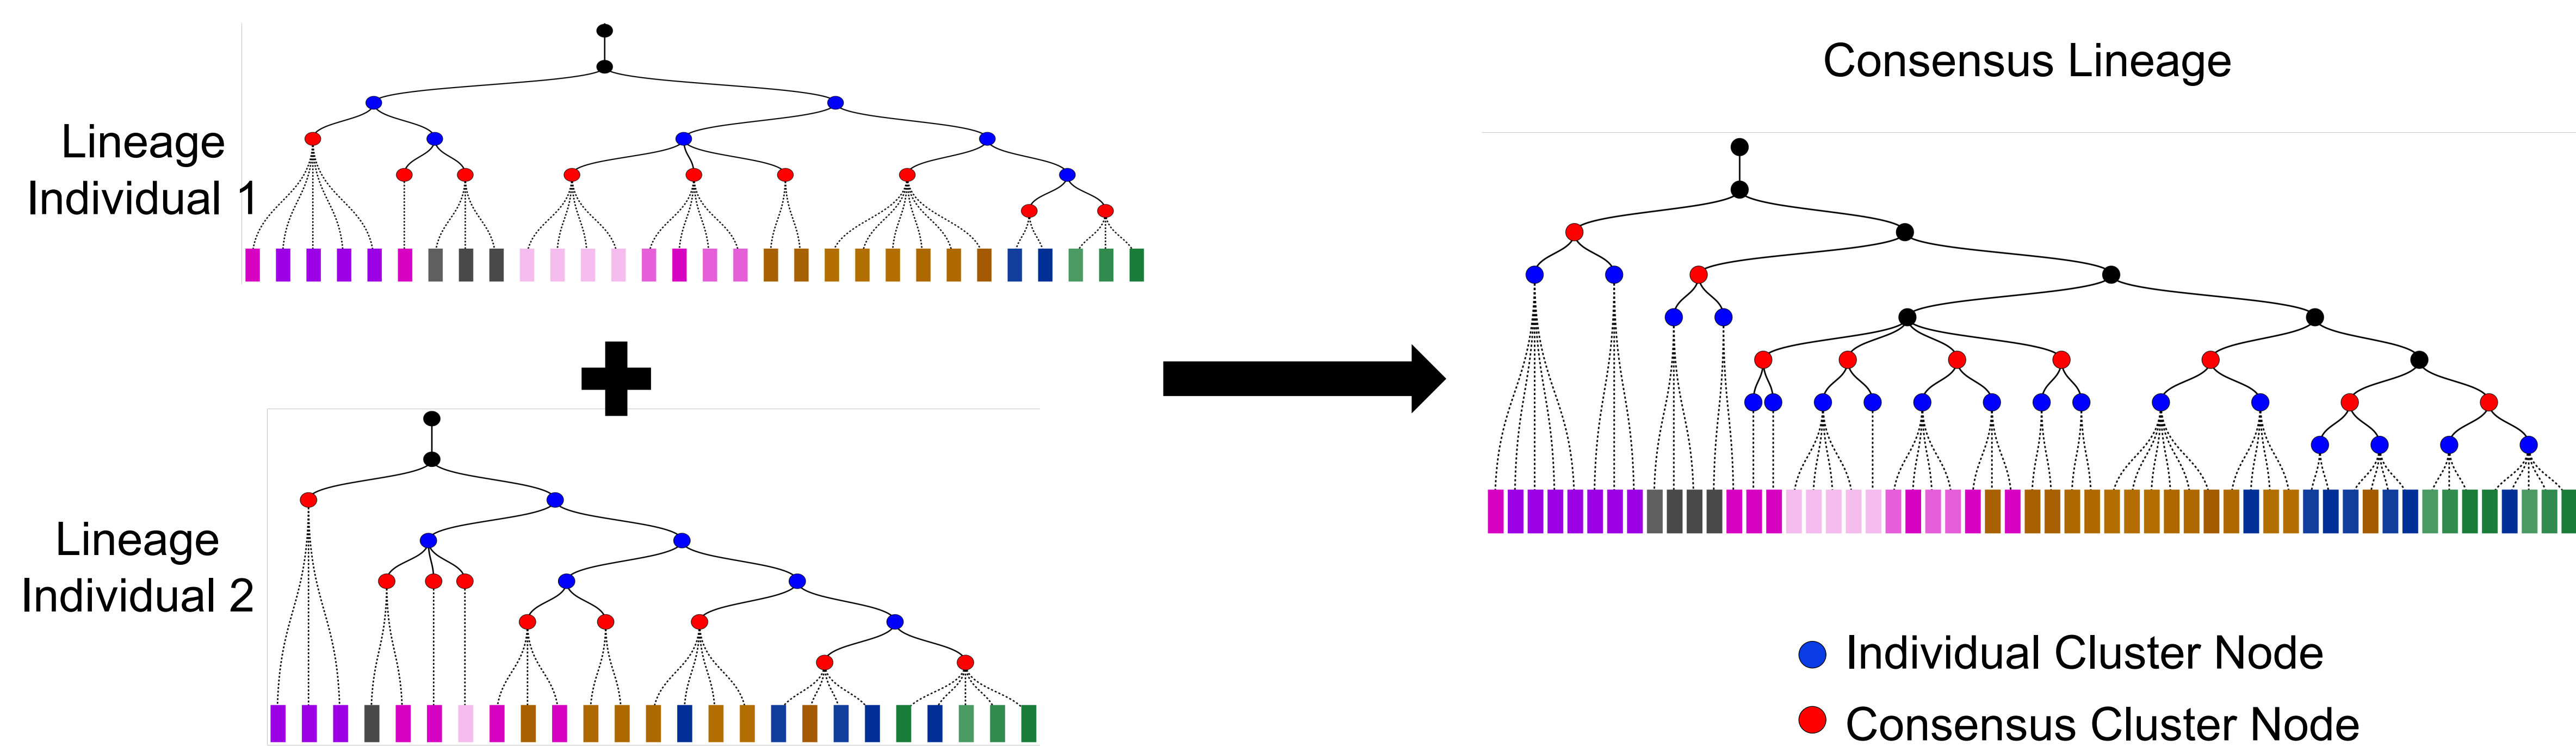 Lineage
Individual 1
Consensus Lineage
Lineage
Individual 2
Individual Cluster Node
Consensus Cluster Node